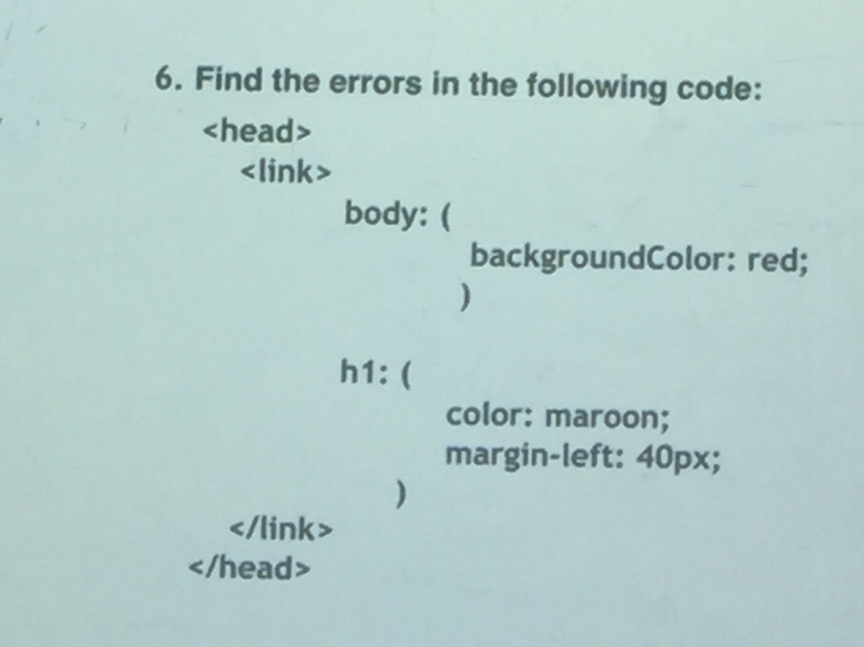 6. Find the errors in the following code:
<head>
<link>
body: (
backgroundColor: red;
)
h1: (
color: maroon;
margin-left: 40px;
)
</link>
</head>